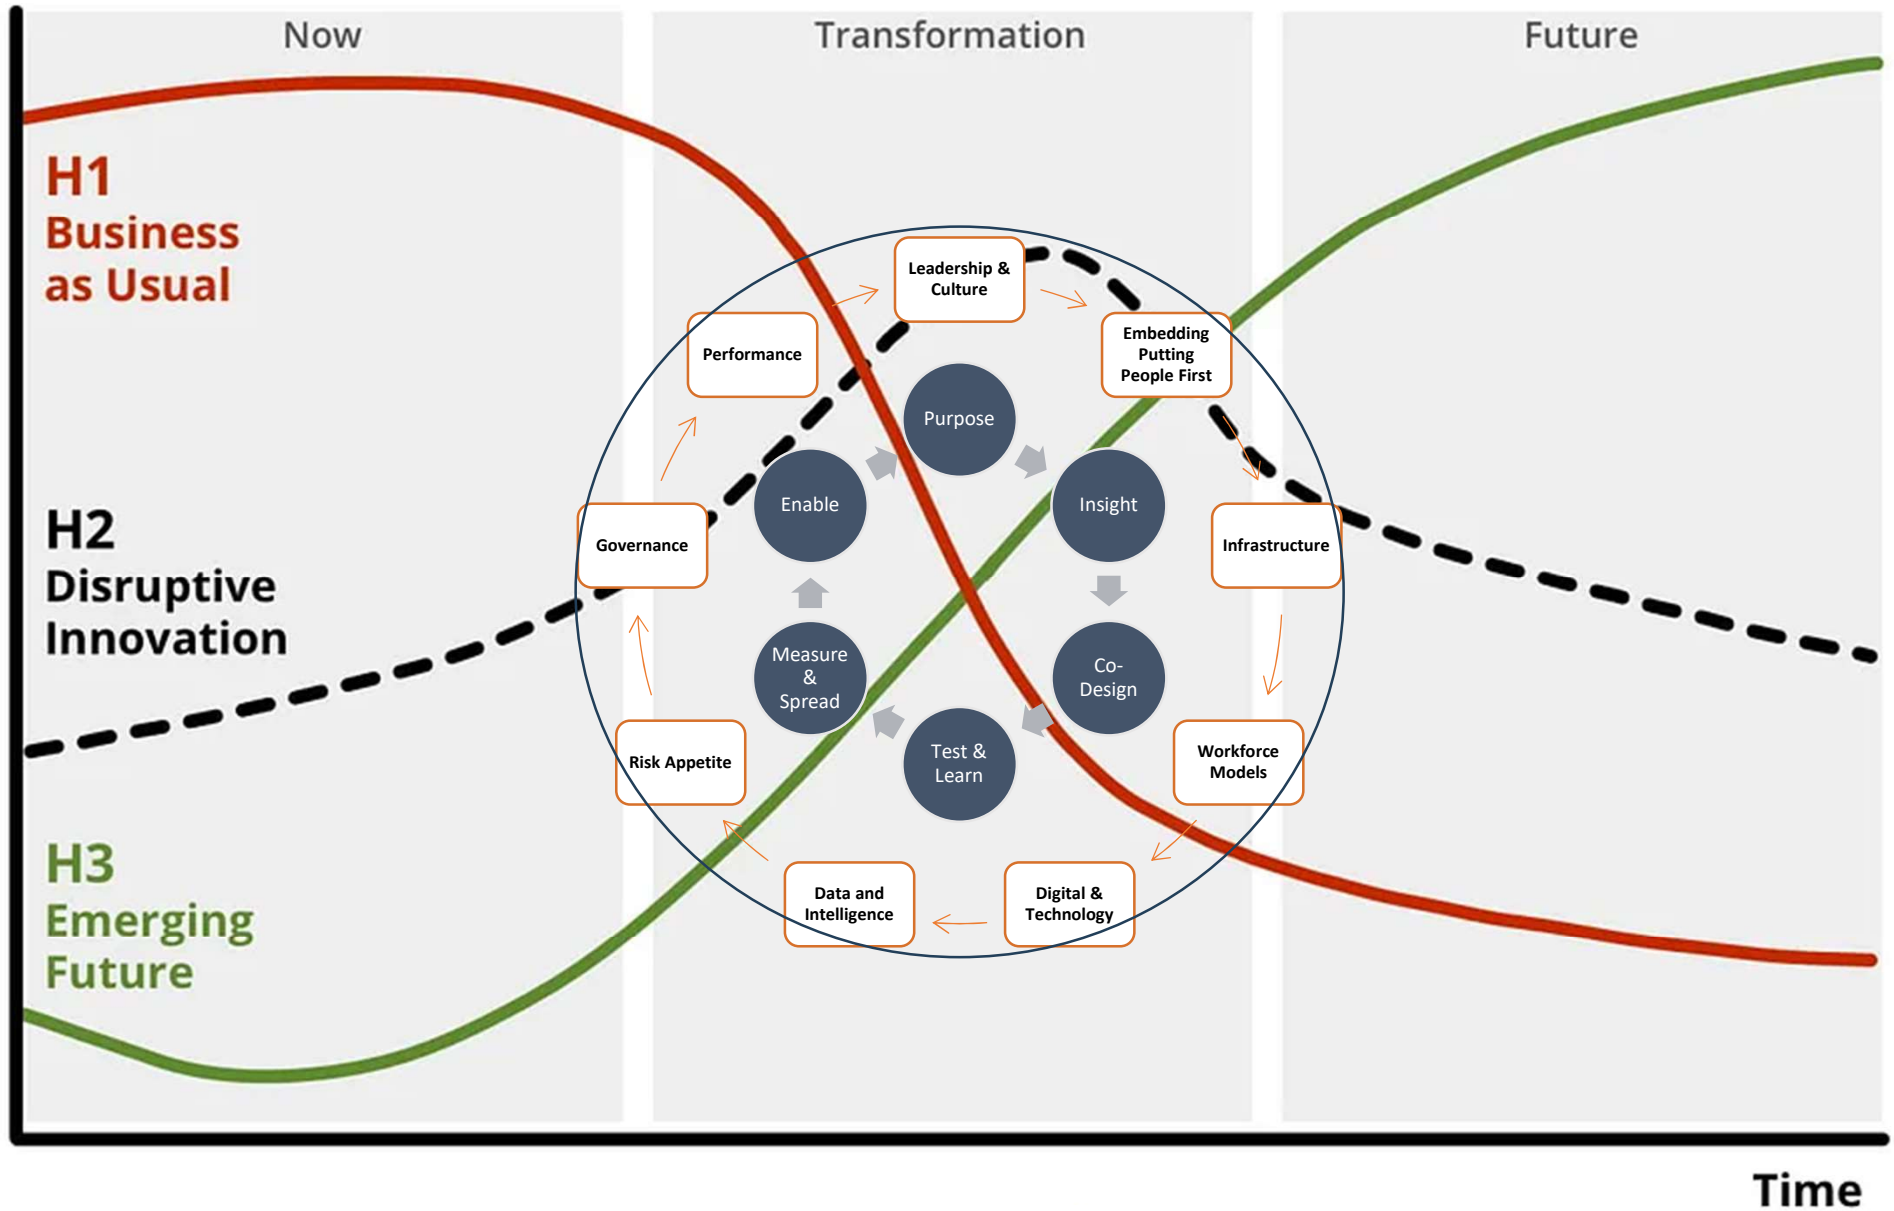 Now
Transformation
Future
H1
Business
as Usual
H2
Disruptive
Innovation
H3
Emerging
Future
Leadership &
Culture
Embedding
Putting
People First
Infrastructure
Workforce
Models
Digital &
Technology
Data and
Intelligence
Risk Appetite
Governance
Performance
Purpose
Insight
Co-
Design
Test &
Learn
Measure
&
Spread
Enable
Time